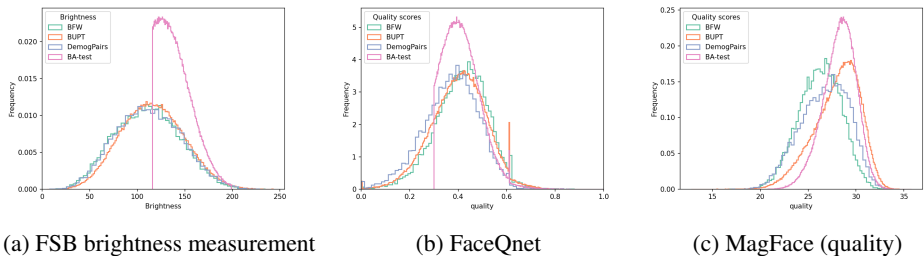 Brightness
BFW
BUPT
DemogPairs
BA-test
Frequency
0.020
0.015
0.010
0.005
0.000
0 50 100 150 200 250
Brightness
(a) FSB brightness measurement
Quality scores
BFW
BUPT
DemogPairs
BA-test
Frequency
5
4
3
2
1
0
0.0 0.2 0.4 0.6 0.8 1.0
quality
(b) FaceQnet
Quality scores
BFW
BUPT
DemogPairs
BA-test
Frequency
0.25
0.20
0.15
0.10
0.05
0.00
15 20 25 30 35
quality
(c) MagFace (quality)